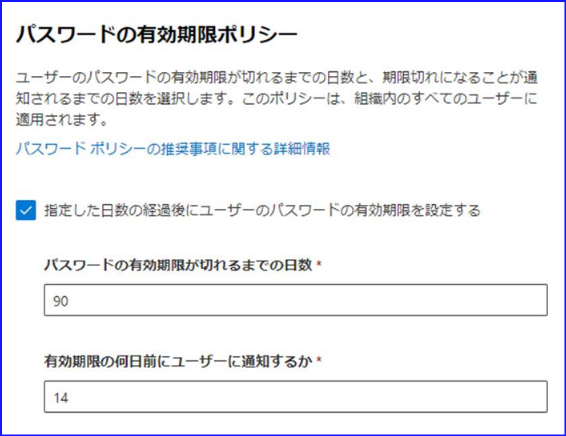 パスワードの有効期限ポリシー
ユーザーのパスワードの有効期限が切れるまでの日数と、期限切れになることが通
知されるまでの日数を選択します。このポリシーは、組織内のすべてのユーザーに
適用されます。
パスワード ポリシーの推奨事項に関する詳細情報
指定した日数の経過後にユーザーのパスワードの有効期限を設定する
パスワードの有効期限が切れるまでの日数 *
90
有効期限の何日前にユーザーに通知するか *
14